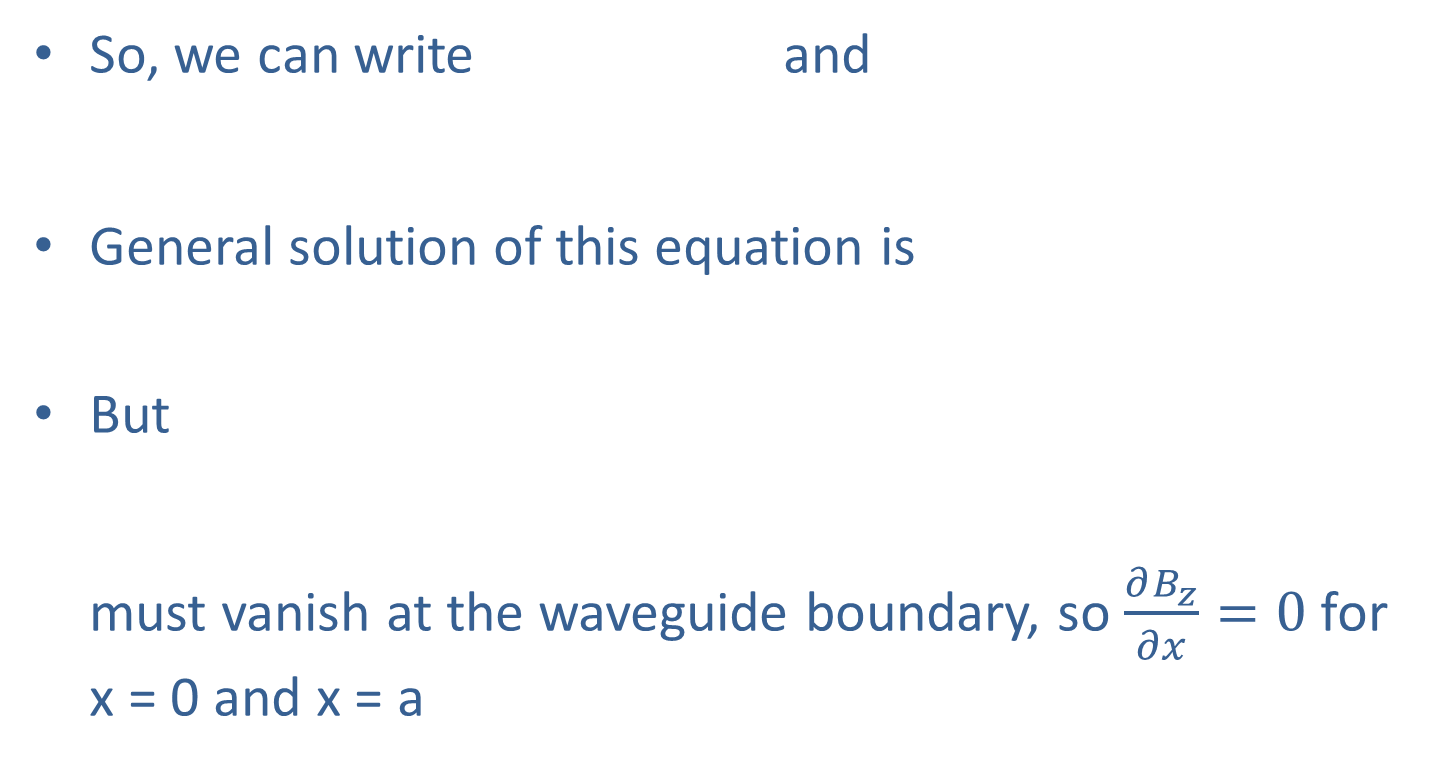 • So, we can write and
• General solution of this equation is
• But
must vanish at the waveguide boundary, so ∂B_z/∂x = 0 for
x = 0 and x = a